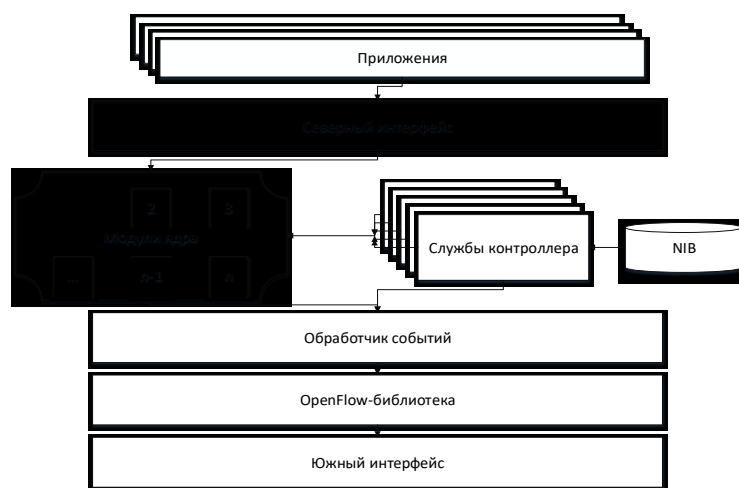 Приложения
Северный интерфейс
2 3
Модули ядра
... n-1 n
Службы контроллера
NIB
Обработчик событий
OpenFlow-библиотека
Южный интерфейс